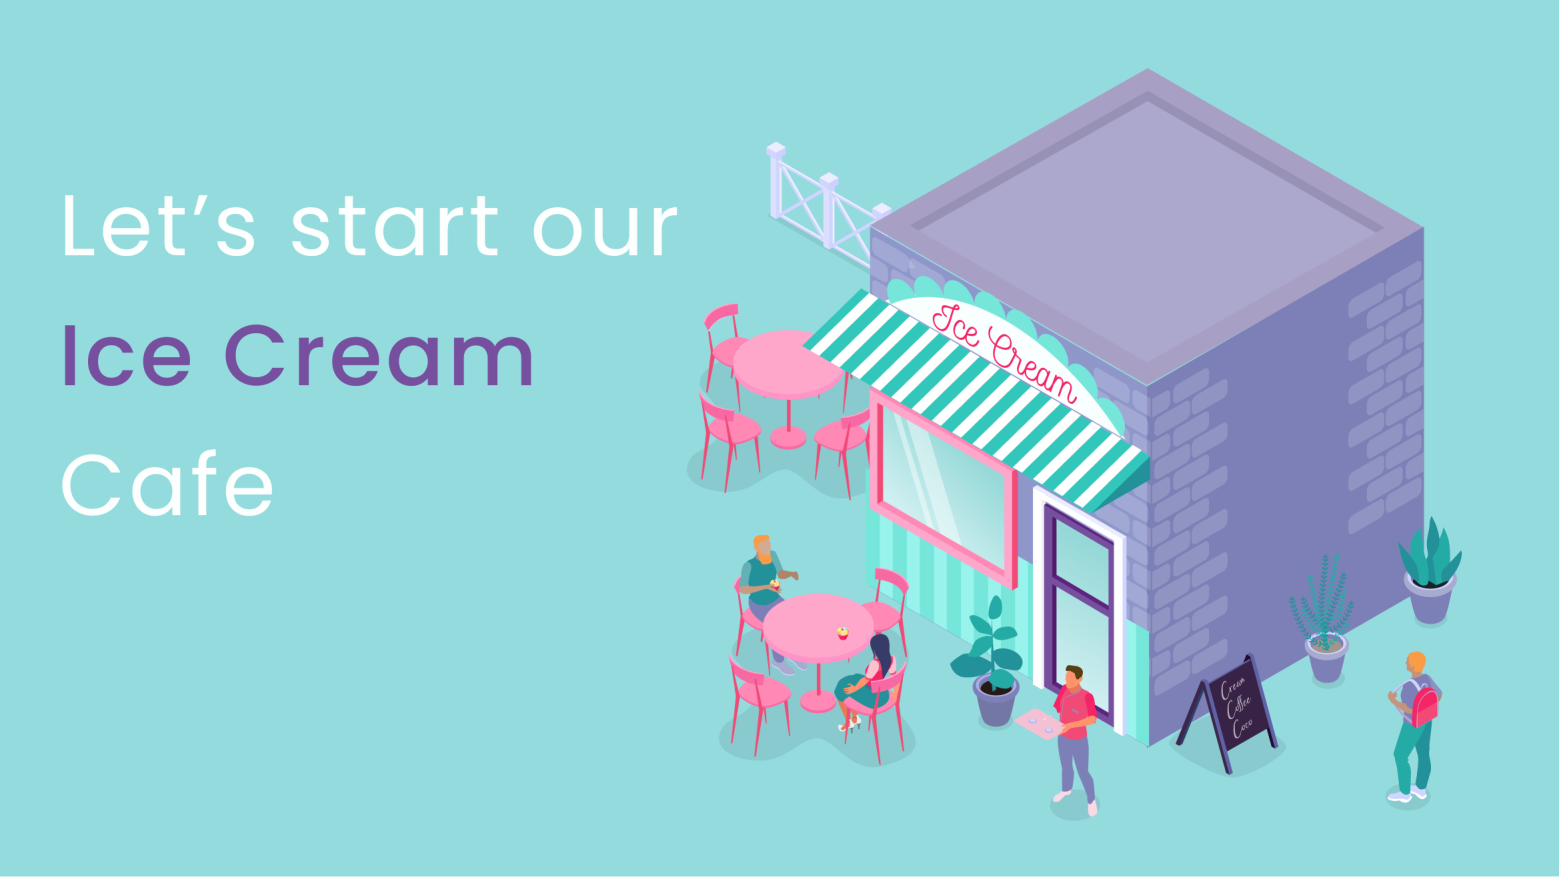 Let’s start our
Ice Cream
Cafe
Ice Cream
Cream
Coffee
Coco